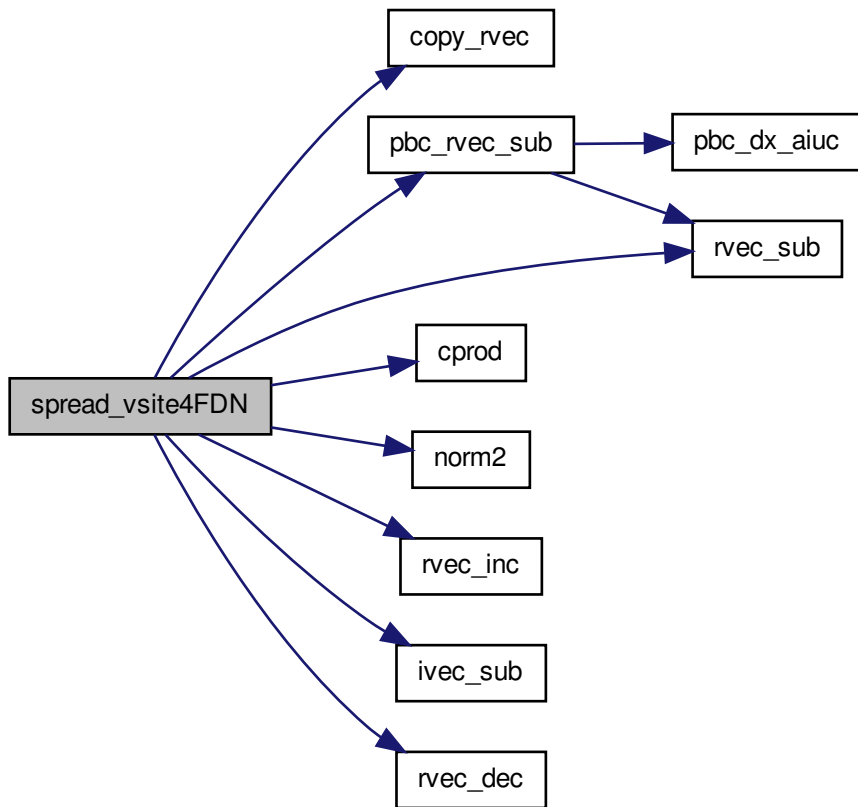 copy_rvec
pbc_rvec_sub
pbc_dx_aiuc
rvec_sub
cprod
spread_vsite4FDN
norm2
rvec_inc
ivec_sub
rvec_dec